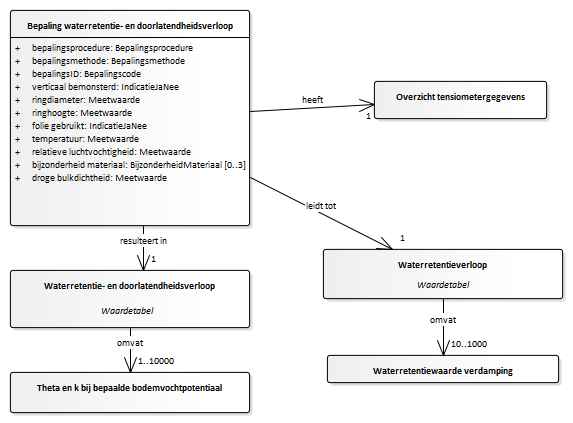 Bepaling waterretentie- en doorlatendheidsverloop
+ bepalingsprocedure: Bepalingsprocedure
+ bepalingsmethode: Bepalingsmethode
+ bepalingsID: Bepalingscode
+ verticaal bemonsterd: IndicatieJaNee
+ ringdiameter: Meetwaarde
+ ringhoogte: Meetwaarde
+ folie gebruikt: IndicatieJaNee
+ temperatuur: Meetwaarde
+ relatieve luchtvochtigheid: Meetwaarde
+ bijzonderheid materiaal: BijzonderheidMateriaal [0..3]
+ droge bulkdichtheid: Meetwaarde
heeft
1
Overzicht tensiometergegevens
leidt tot
1
resulteert in
1
Waterretentie- en doorlatendheidsverloop
Waardetabel
Waterretentieverloop
Waardetabel
omvat
1..10000
omvat
10..1000
Theta en k bij bepaalde bodemvochtpotentiaal
Waterretentiewaarde verdamping